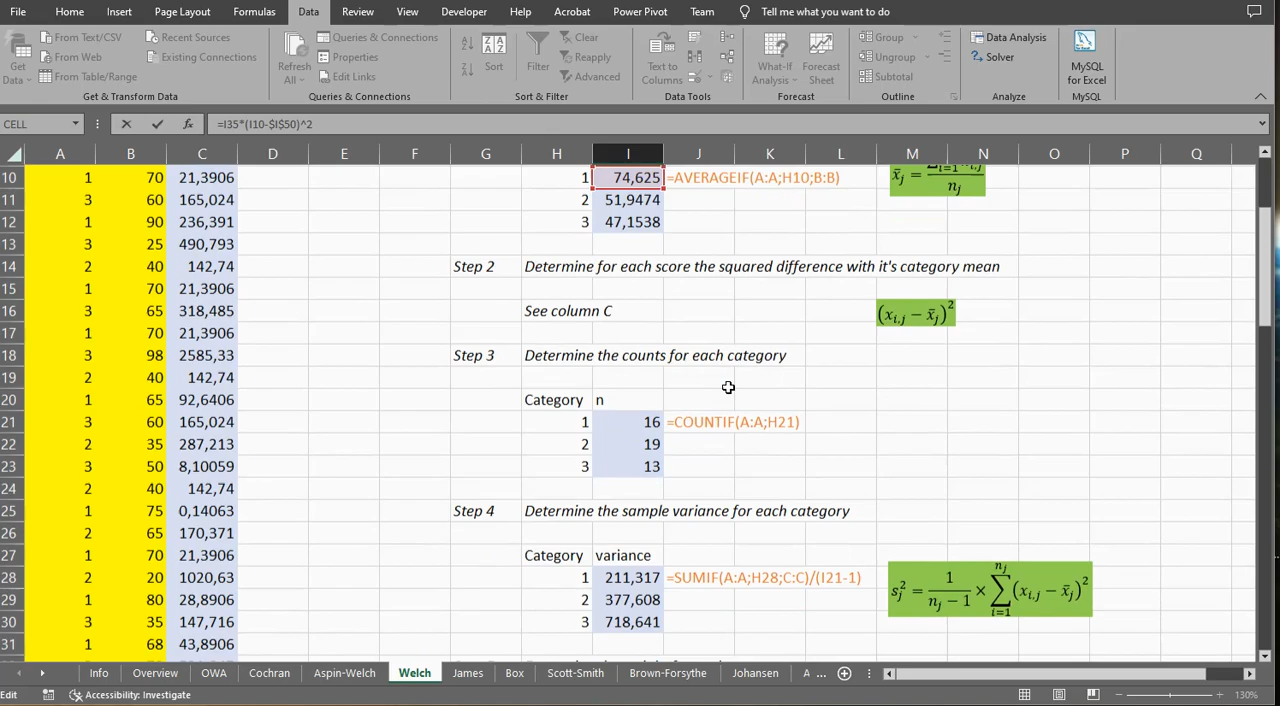 File Home Insert Page Layout Formulas Data Review View Developer Help Acrobat Power Pivot Team Tell me what you want to do
Get Data From Text/CSV From Web From Table/Range Recent Sources Existing Connections
Get & Transform Data
Refresh All Queries & Connections Properties Edit Links
Queries & Connections
Sort Filter Clear Reapply Advanced
Sort & Filter
Text to Columns
Data Tools
What-If Analysis Forecast Sheet
Forecast
Group Ungroup Subtotal
Outline
Data Analysis Solver
Analyze
MySQL for Excel
MySQL
CELL =I35*(I10-$I$50)^2
A B C D E F G H I J K L M N O P Q
10 1 70 21,3906 1 74,625 =AVERAGEIF(A:A;H10;B:B) x̄j = nj
11 3 60 165,024 2 51,9474
12 1 90 236,391 3 47,1538
13 3 25 490,793
14 2 40 142,74 Step 2 Determine for each score the squared difference with it's category mean
15 1 70 21,3906
16 3 65 318,485 See column C (xi,j − x̄j)²
17 1 70 21,3906
18 3 98 2585,33 Step 3 Determine the counts for each category
19 2 40 142,74
20 1 65 92,6406 Category n
21 3 60 165,024 1 16 =COUNTIF(A:A;H21)
22 2 35 287,213 2 19
23 3 50 8,10059 3 13
24 2 40 142,74
25 1 75 0,14063 Step 4 Determine the sample variance for each category
26 2 65 170,371
27 1 70 21,3906 Category variance
28 2 20 1020,63 1 211,317 =SUMIF(A:A;H28;C:C)/(I21-1) s²j = 1/(nj − 1) × ∑ i=1 nj (xi,j − x̄j)²
29 1 80 28,8906 2 377,608
30 3 35 147,716 3 718,641
31 1 68 43,8906
Info Overview OWA Cochran Aspin-Welch Welch James Box Scott-Smith Brown-Forsythe Johansen A ...
Edit Accessibility: Investigate 130%